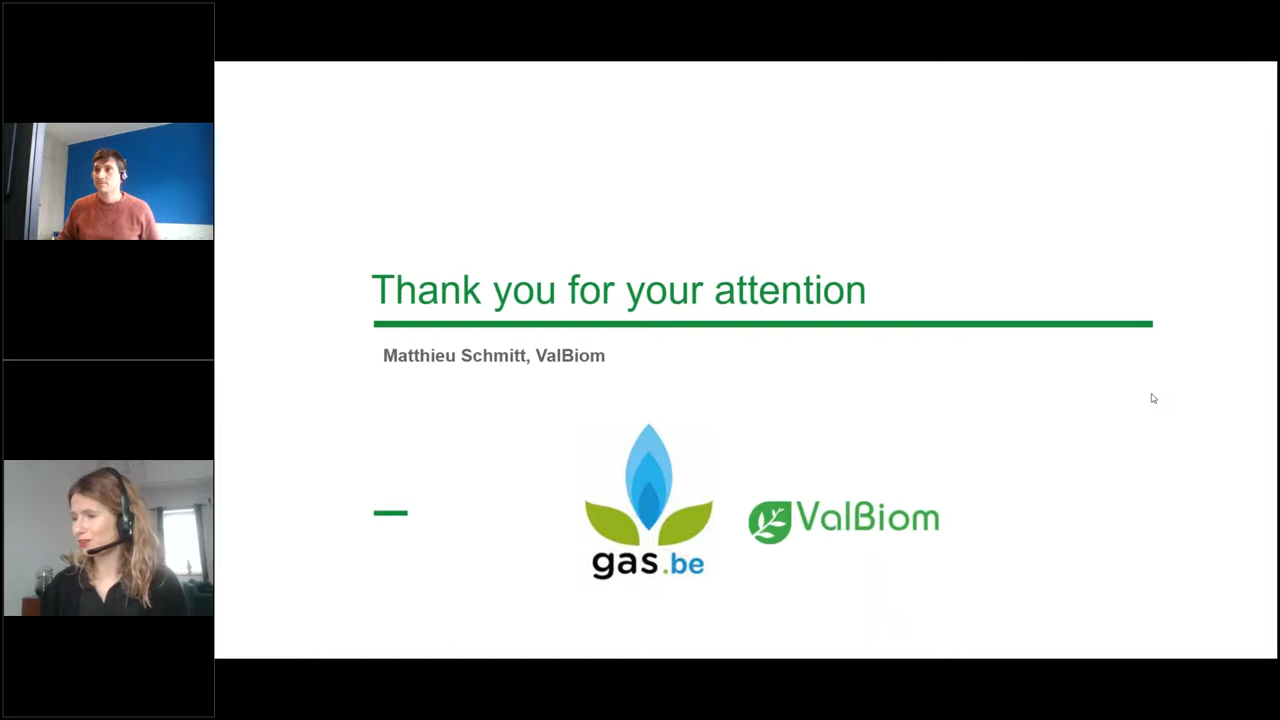 Thank you for your attention
Matthieu Schmitt, ValBiom
gas.be
ValBiom